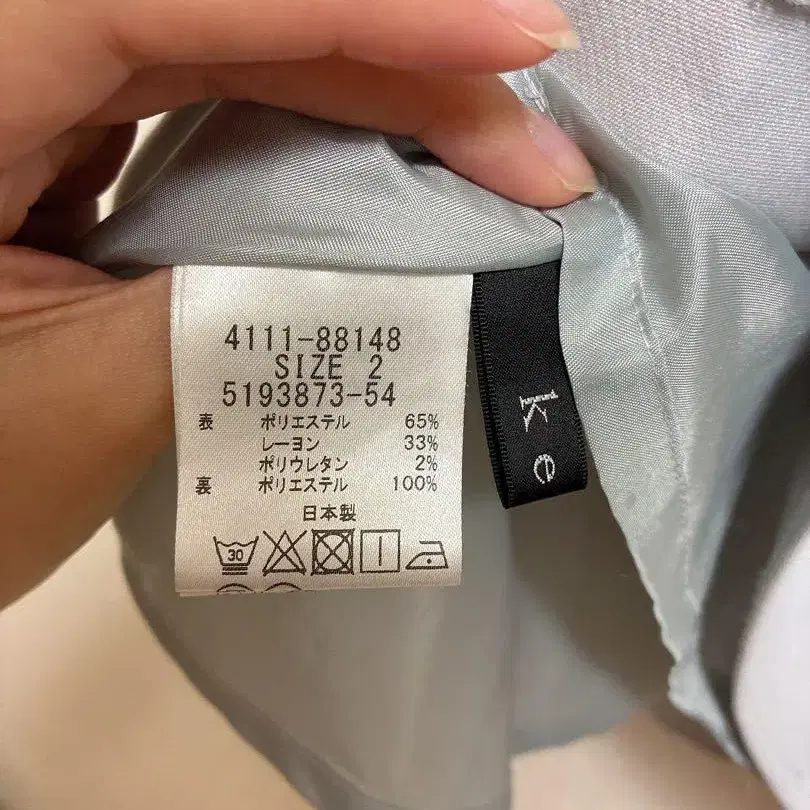 4111-88148
SIZE 2
5193873-54
表 ポリエステル 65%
レーヨン 33%
ポリウレタン 2%
裏 ポリエステル 100%
日本製
30
Ke